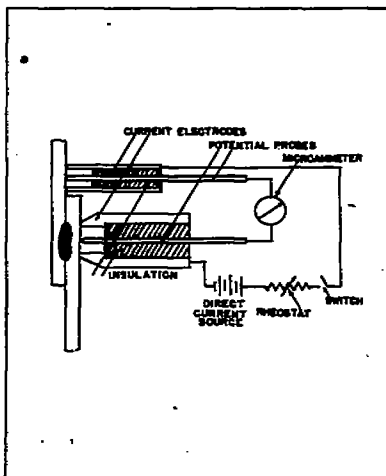 CURRENT ELECTRODES
POTENTIAL PROBES
MICROAMMETER
INSULATION
DIRECT
CURRENT
SOURCE
RHEOSTAT
SWITCH